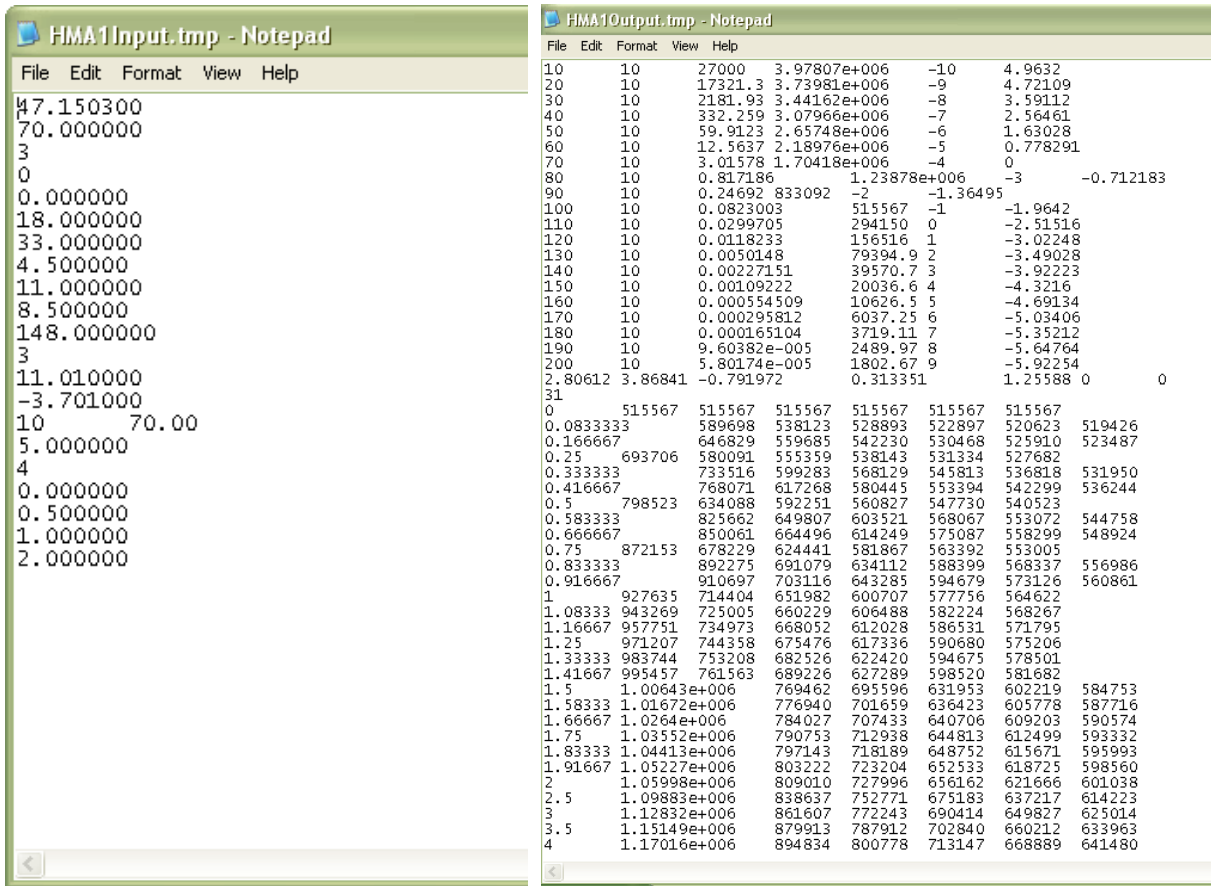 HMA1Input.tmp - Notepad
File Edit Format View Help
47.150300
70.000000
3
0
0.000000
18.000000
33.000000
4.500000
11.000000
8.500000
148.000000
3
11.010000
-3.701000
10 70.00
5.000000
4
0.000000
0.500000
1.000000
2.000000
HMA1Output.tmp - Notepad
File Edit Format View Help
10 10 27000 3.97807e+006 -10 4.9632
20 10 17321.3 3.73981e+006 -9 4.72109
30 10 2181.93 3.44162e+006 -8 3.59112
40 10 332.259 3.07966e+006 -7 2.56461
50 10 59.9123 2.65748e+006 -6 1.63028
60 10 12.5637 2.18976e+006 -5 0.778291
70 10 3.01578 1.70418e+006 -4 0
80 10 0.817186 1.23878e+006 -3 -0.712183
90 10 0.24692 833092 -2 -1.36495
100 10 0.0823003 515567 -1 -1.9642
110 10 0.0299705 294150 0 -2.51516
120 10 0.0118233 156516 1 -3.02248
130 10 0.0050148 79394.9 2 -3.49028
140 10 0.00227151 39570.7 3 -3.92223
150 10 0.00109222 20036.6 4 -4.3216
160 10 0.000554509 10626.5 5 -4.69134
170 10 0.000295812 6037.25 6 -5.03406
180 10 0.000165104 3719.11 7 -5.35212
190 10 9.60382e-005 2489.97 8 -5.64764
200 10 5.80174e-005 1802.67 9 -5.92254
2.80612 3.86841 -0.791972 0.313351 1.25588 0 0
31
0 515567 515567 515567 515567 515567 515567
0.0833333 589698 538123 528893 522897 520623 519426
0.166667 646829 559685 542230 530468 525910 523487
0.25 693706 580091 555359 538143 531334 527682
0.333333 733516 599283 568129 545813 536818 531950
0.416667 768071 617268 580445 553394 542299 536244
0.5 798523 634088 592251 560827 547730 540523
0.583333 825662 649807 603521 568067 553072 544758
0.666667 850061 664496 614249 575087 558299 548924
0.75 872153 678229 624441 581867 563392 553005
0.833333 892275 691079 634112 588399 568337 556986
0.916667 910697 703116 643285 594679 573126 560861
1 927635 714404 651982 600707 577756 564622
1.08333 943269 725005 660229 606488 582224 568267
1.16667 957751 734973 668052 612028 586531 571795
1.25 971207 744358 675476 617336 590680 575206
1.33333 983744 753208 682526 622420 594675 578501
1.41667 995457 761563 689226 627289 598520 581682
1.5 1.00643e+006 769462 695596 631953 602219 584753
1.58333 1.01672e+006 776940 701659 636423 605778 587716
1.66667 1.0264e+006 784027 707433 640706 609203 590574
1.75 1.03552e+006 790753 712938 644813 612499 593332
1.83333 1.04413e+006 797143 718189 648752 615671 595993
1.91667 1.05227e+006 803222 723204 652533 618725 598560
2 1.05998e+006 809010 727996 656162 621666 601038
2.5 1.09883e+006 838637 752771 675183 637217 614223
3 1.12832e+006 861607 772243 690414 649827 625014
3.5 1.15149e+006 879913 787912 702840 660212 633963
4 1.17016e+006 894834 800778 713147 668889 641480